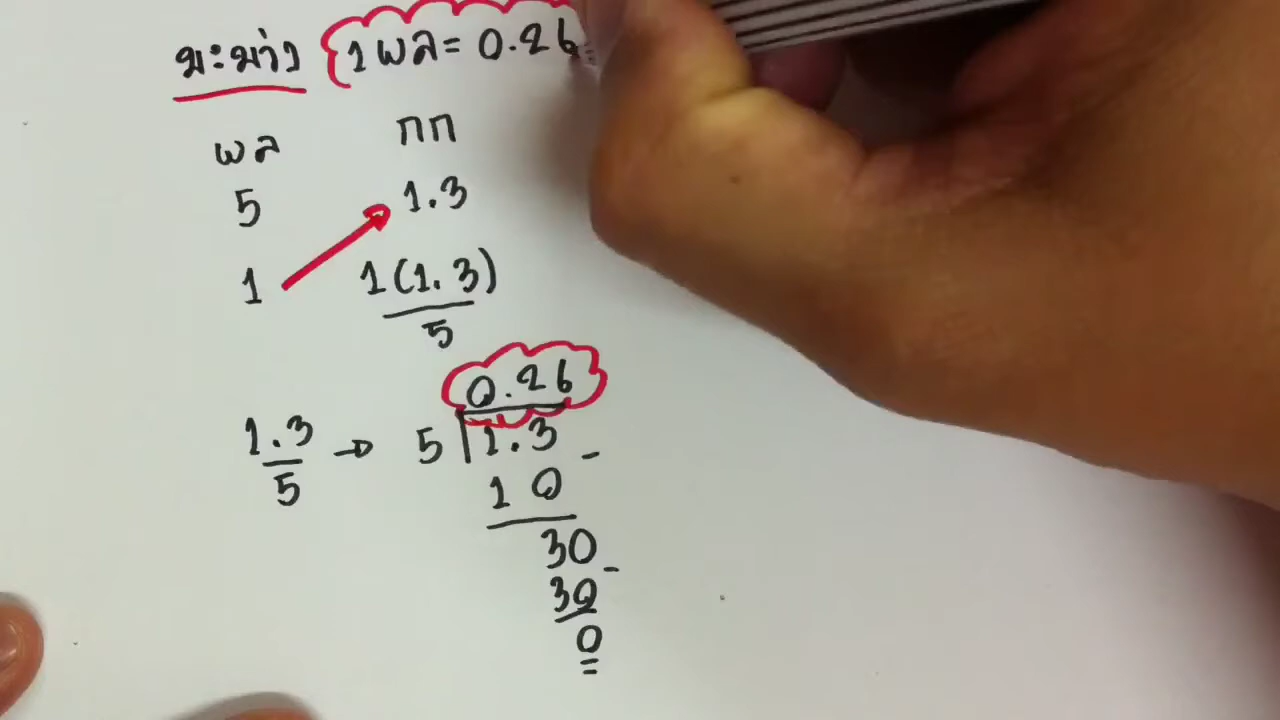 มะม่วง 1 ผล = 0.26
ผล กก
5 1.3
1 1(1.3)
5
0.26
1.3 → 5 1.3 -
5 1 0
30 -
30
0